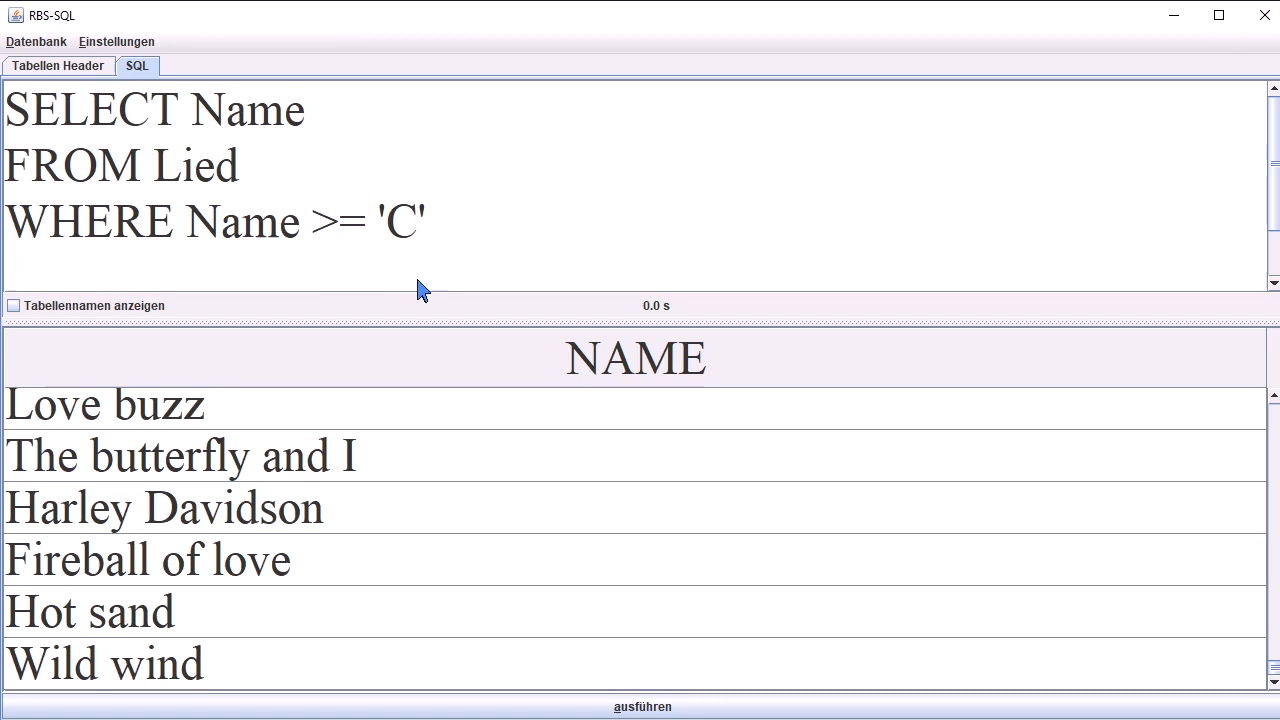 RBS-SQL
Datenbank Einstellungen
Tabellen Header SQL
SELECT Name
FROM Lied
WHERE Name >= 'C'
Tabellennamen anzeigen 0.0 s
NAME
Love buzz
The butterfly and I
Harley Davidson
Fireball of love
Hot sand
Wild wind
ausführen